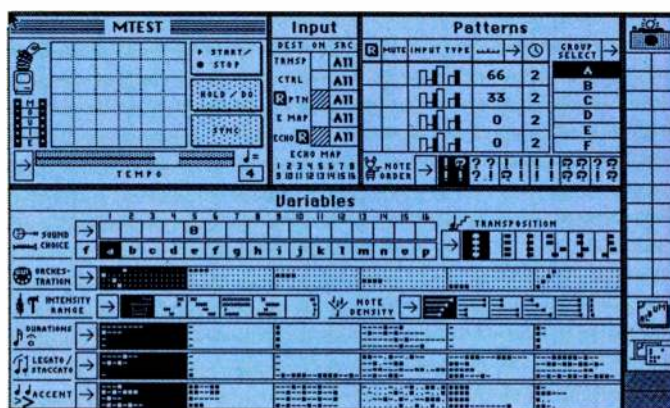 MTEST
START/
STOP
HOLD / DO
SYNC
MOUTE
TEMPO
4
Input
DEST ON SRC
TRNSP All
CTRL All
R PTN All
E MAP All
ECHO R All
ECHO MAP
1 2 3 4 5 6 7 8
9 10 11 12 13 14 15 16
Patterns
R MUTE INPUT TYPE
66 2
33 2
0 2
0 2
GROUP
SELECT
A
B
C
D
E
F
NOTE
ORDER
Variables
1 2 3 4 5 6 7 8 9 10 11 12 13 14 15 16
SOUND
CHOICE
8
f a b c d e f g h i j k l m n o p
TRANSPOSITION
ORCHES-
TRATION
INTENSITY
RANGE
NOTE
DENSITY
DURATIONS
LEGATO/
STACCATO
ACCENT